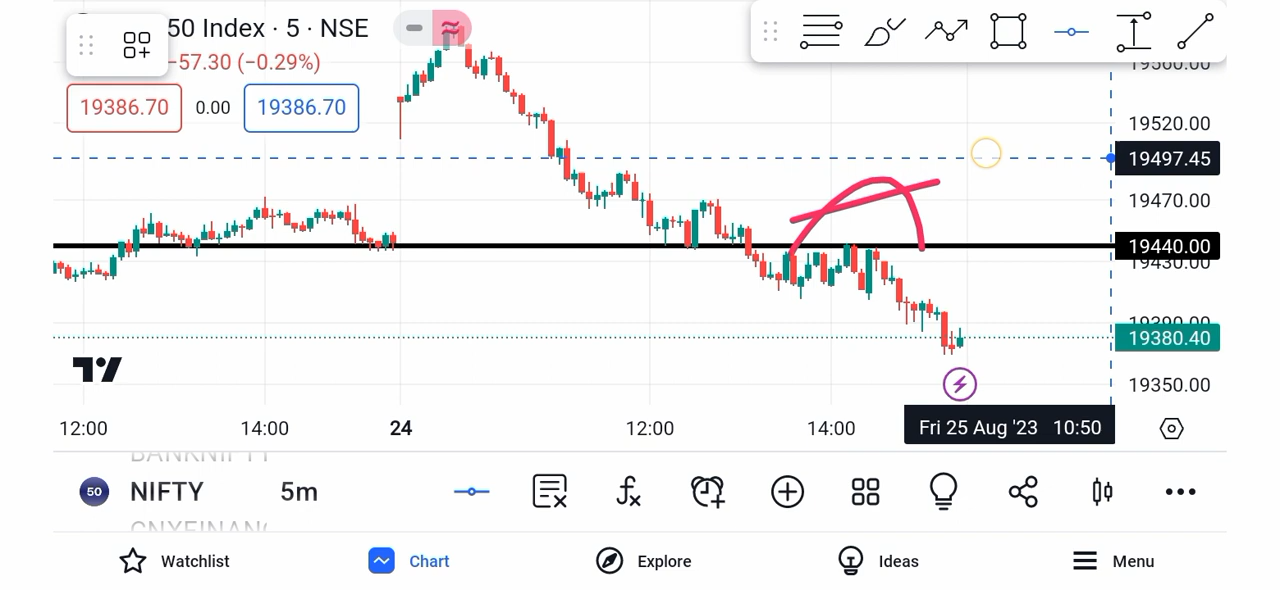 50 Index · 5 · NSE
−57.30 (−0.29%)
19386.70 0.00 19386.70
19560.00
19520.00
19497.45
19470.00
19440.00
19430.00
19390.00
19380.40
19350.00
12:00 14:00 24 12:00 14:00 Fri 25 Aug '23 10:50
BANKNIFTY
50 NIFTY 5m
CNXFINANC
Watchlist Chart Explore Ideas Menu